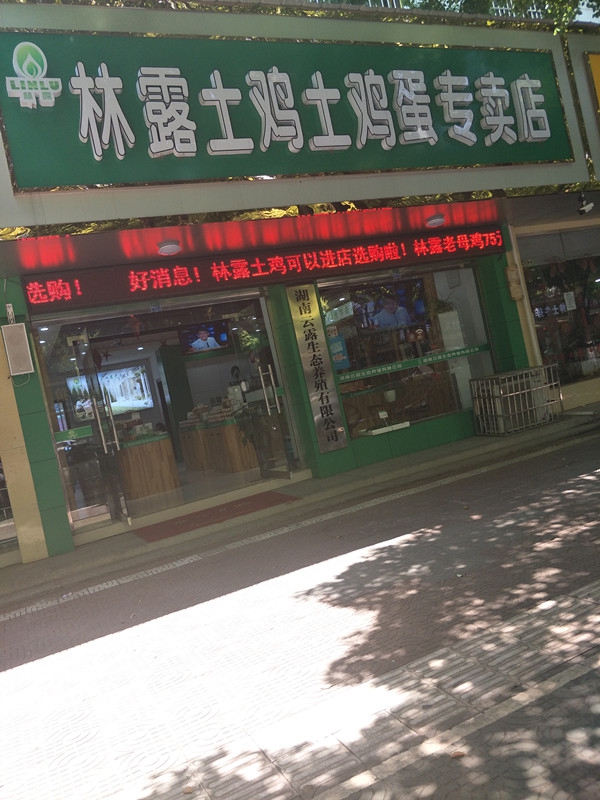 LINLU
林露土鸡土鸡蛋专卖店
选购！ 好消息！林露土鸡可以进店选购啦！林露老母鸡75元
湖南云露生态养殖有限公司